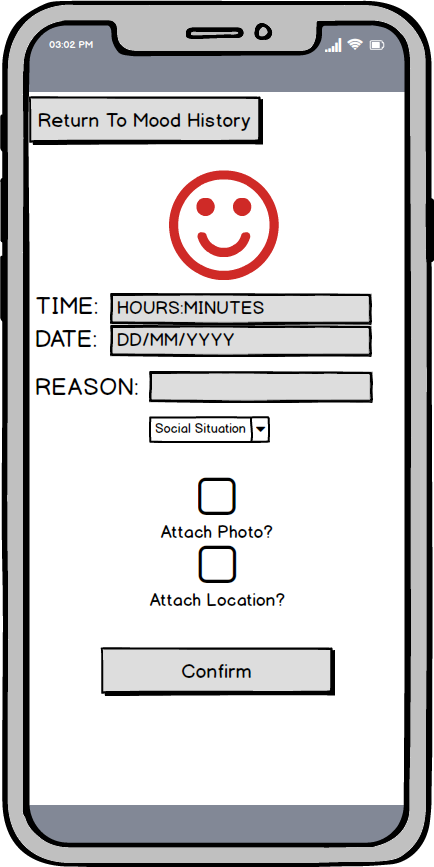 03:02 PM
Return To Mood History
TIME: HOURS:MINUTES
DATE: DD/MM/YYYY
REASON:
Social Situation
Attach Photo?
Attach Location?
Confirm